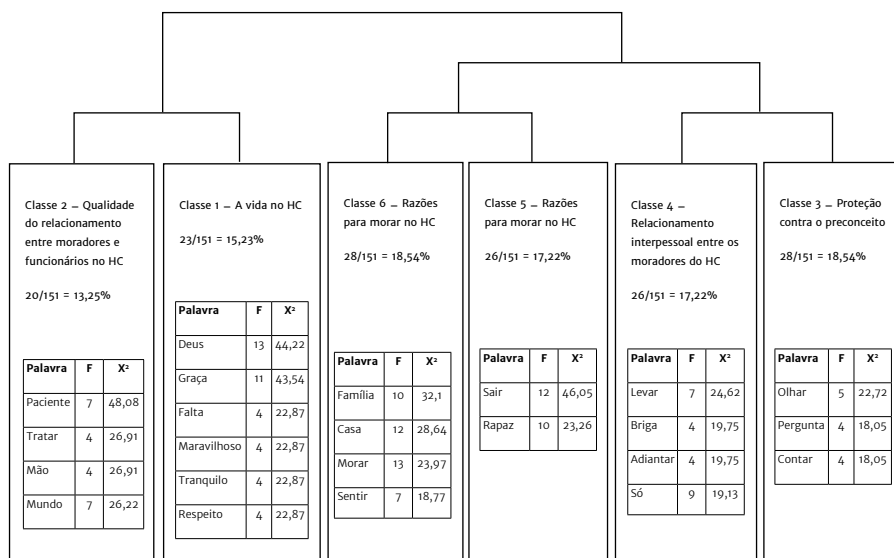 Classe 2 – Qualidade
do relacionamento
entre moradores e
funcionários no HC
20/151 = 13,25%
Palavra F X²
Paciente 7 48,08
Tratar 4 26,91
Mão 4 26,91
Mundo 7 26,22
Classe 1 – A vida no HC
23/151 = 15,23%
Palavra F X²
Deus 13 44,22
Graça 11 43,54
Falta 4 22,87
Maravilhoso 4 22,87
Tranquilo 4 22,87
Respeito 4 22,87
Classe 6 – Razões
para morar no HC
28/151 = 18,54%
Palavra F X²
Família 10 32,1
Casa 12 28,64
Morar 13 23,97
Sentir 7 18,77
Classe 5 – Razões
para morar no HC
26/151 = 17,22%
Palavra F X²
Sair 12 46,05
Rapaz 10 23,26
Classe 4 –
Relacionamento
interpessoal entre os
moradores do HC
26/151 = 17,22%
Palavra F X²
Levar 7 24,62
Briga 4 19,75
Adiantar 4 19,75
Só 9 19,13
Classe 3 – Proteção
contra o preconceito
28/151 = 18,54%
Palavra F X²
Olhar 5 22,72
Pergunta 4 18,05
Contar 4 18,05